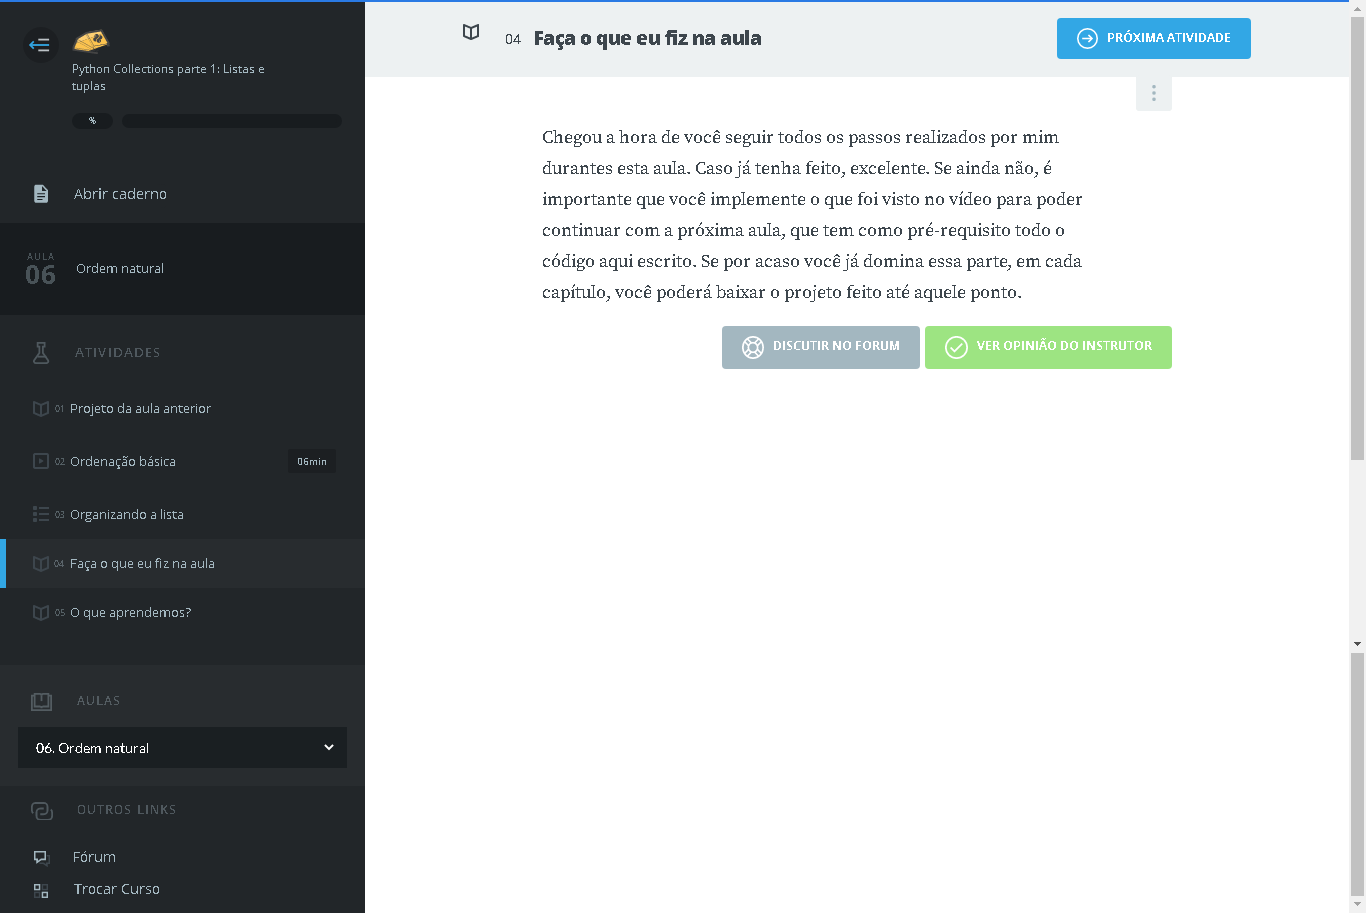 Python Collections parte 1: Listas e
tuplas
%
Abrir caderno
AULA
06
Ordem natural
ATIVIDADES
01 Projeto da aula anterior
02 Ordenação básica 06min
03 Organizando a lista
04 Faça o que eu fiz na aula
05 O que aprendemos?
AULAS
06. Ordem natural
OUTROS LINKS
Fórum
Trocar Curso
04 Faça o que eu fiz na aula
PRÓXIMA ATIVIDADE
Chegou a hora de você seguir todos os passos realizados por mim
durantes esta aula. Caso já tenha feito, excelente. Se ainda não, é
importante que você implemente o que foi visto no vídeo para poder
continuar com a próxima aula, que tem como pré-requisito todo o
código aqui escrito. Se por acaso você já domina essa parte, em cada
capítulo, você poderá baixar o projeto feito até aquele ponto.
DISCUTIR NO FORUM
VER OPINIÃO DO INSTRUTOR